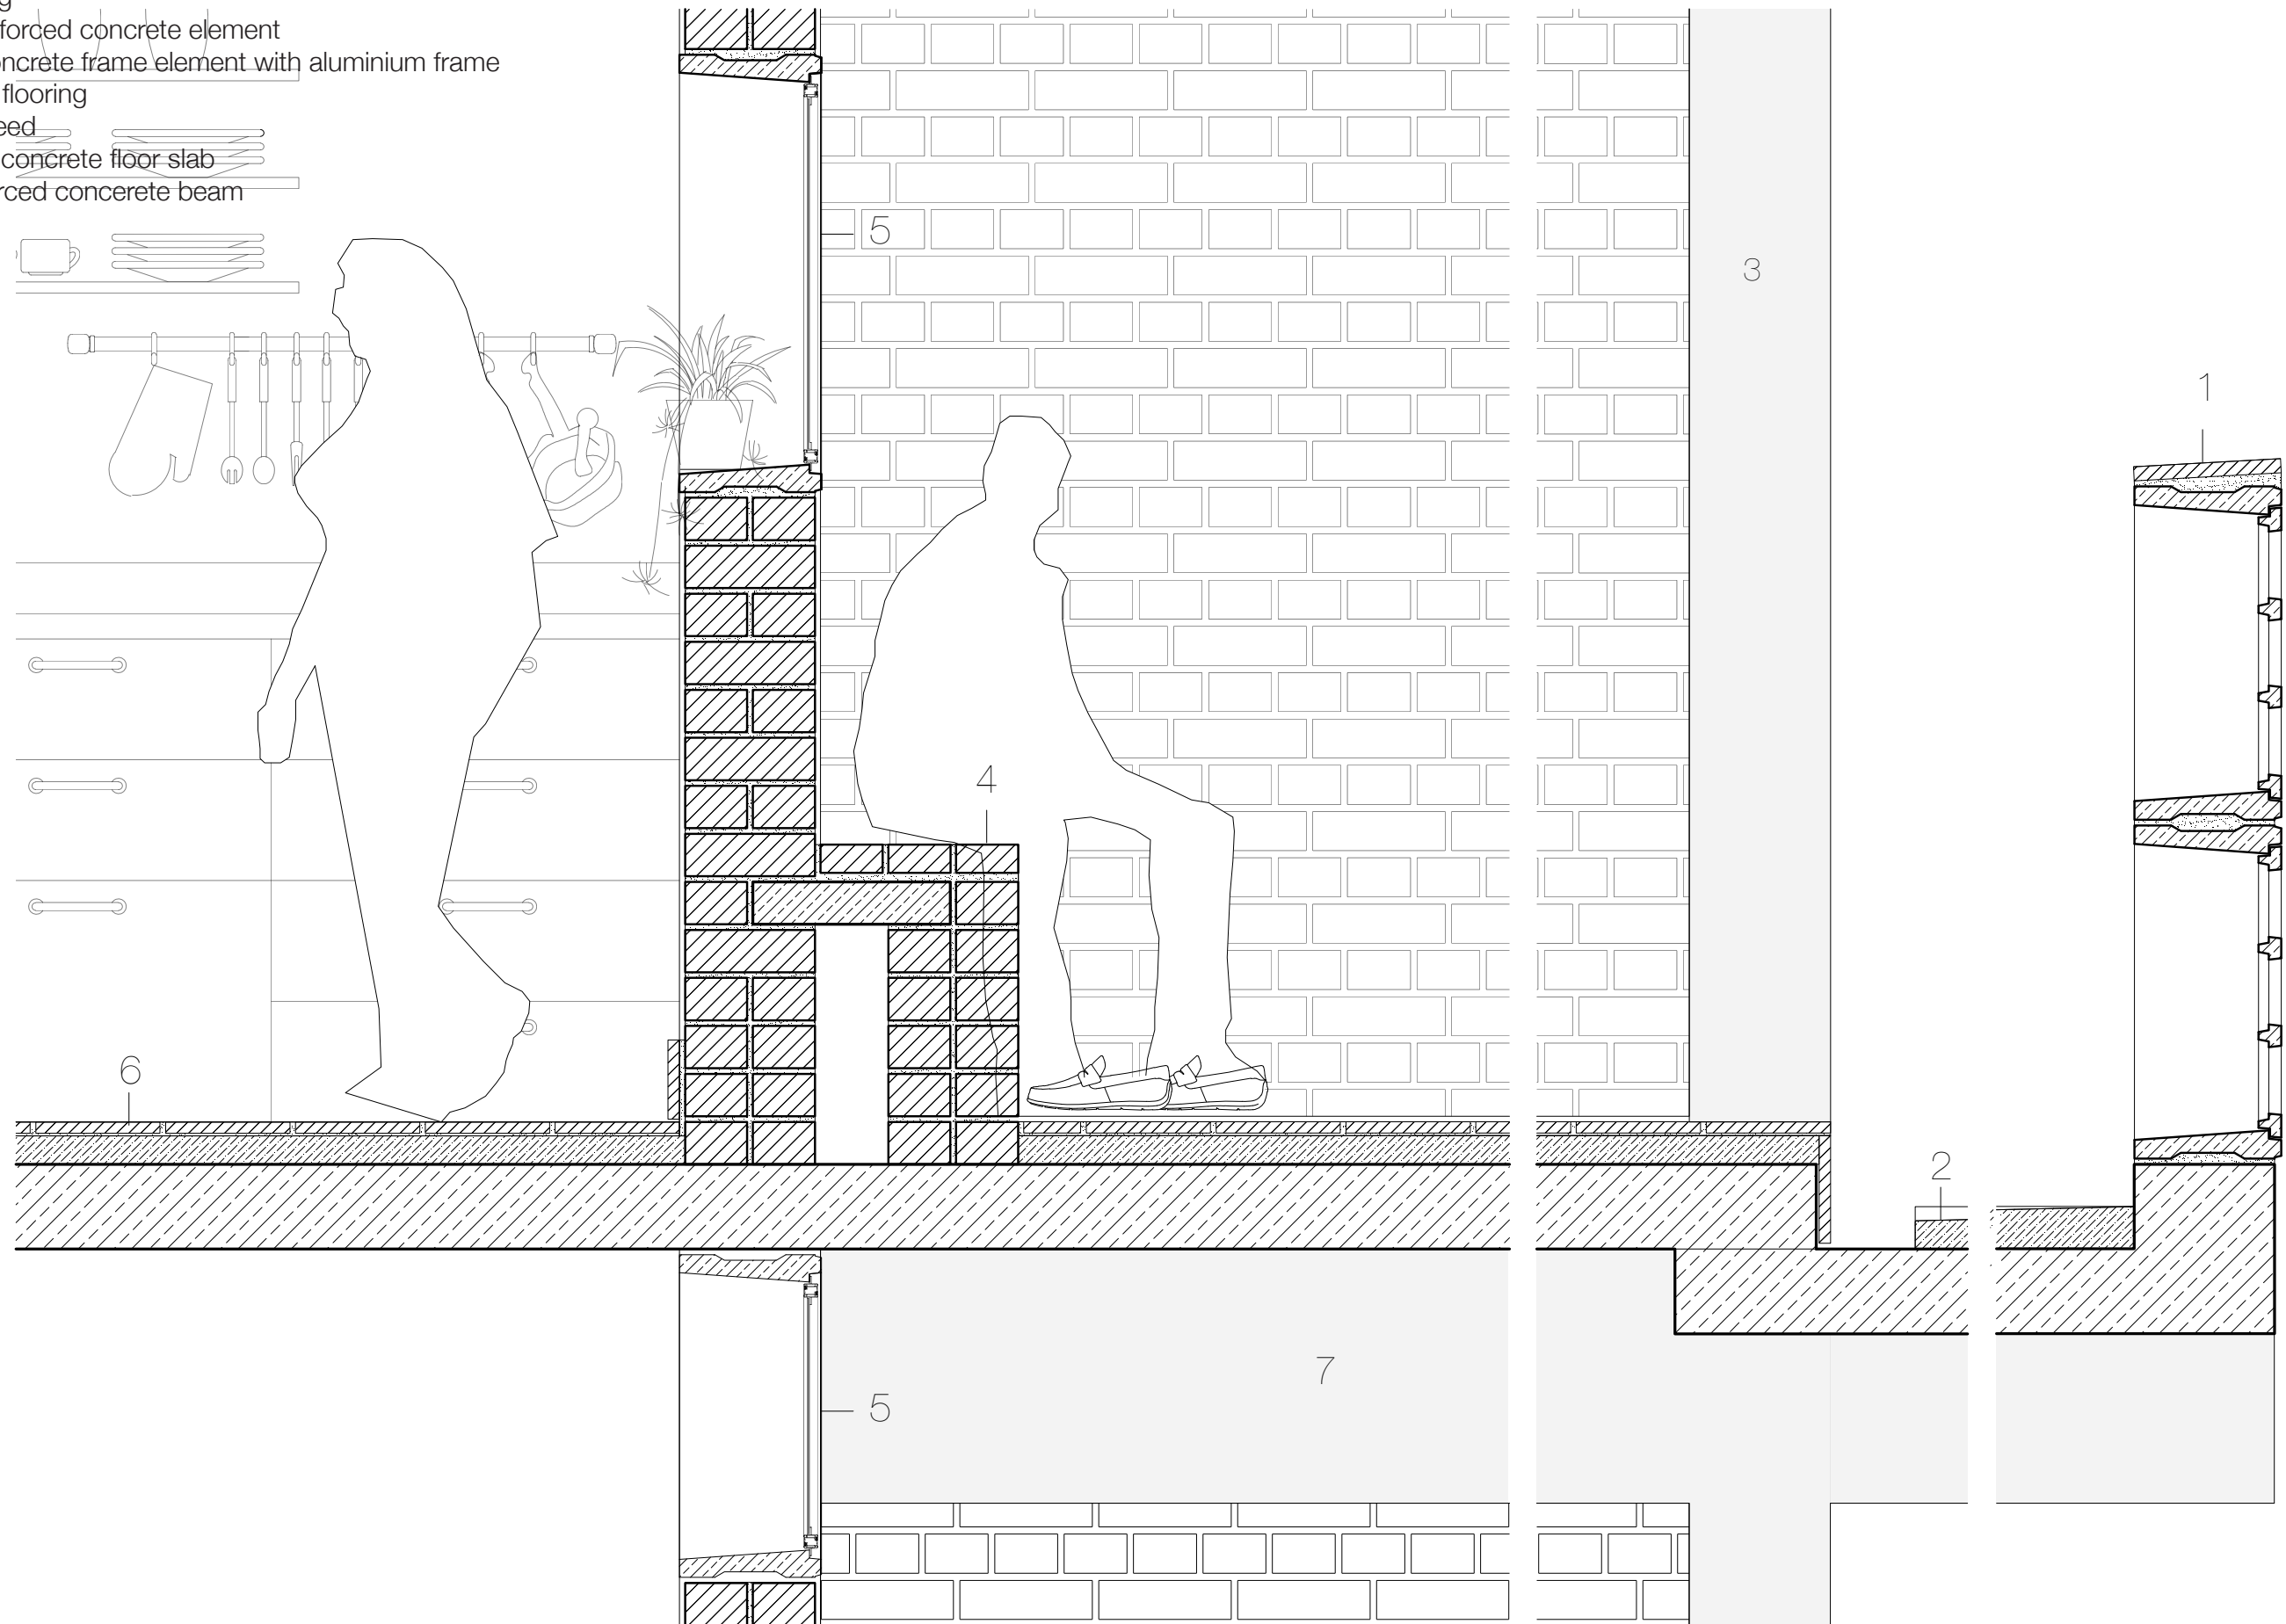 forced concrete element
ncrete frame element with aluminium frame
flooring
eed
concrete floor slab
rced concerete beam
5
3
1
4
6
2
7
5